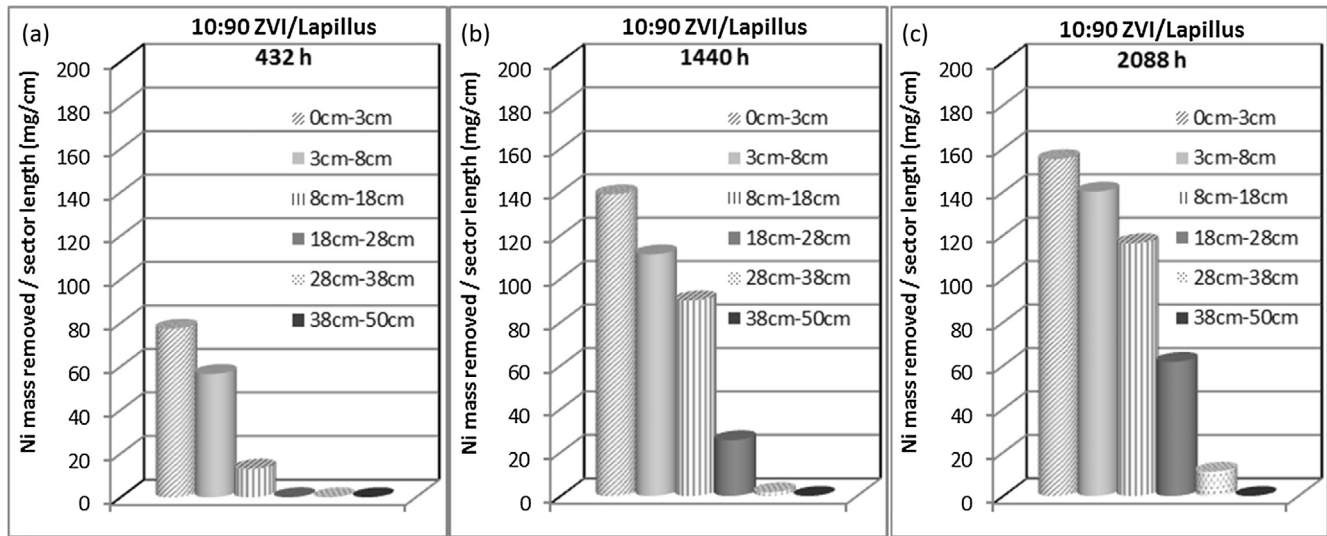 (a)
10:90 ZVI/Lapillus
432 h
Ni mass removed / sector length (mg/cm)
200
180
160
140
120
100
80
60
40
20
0
0cm-3cm
3cm-8cm
8cm-18cm
18cm-28cm
28cm-38cm
38cm-50cm
(b)
10:90 ZVI/Lapillus
1440 h
Ni mass removed / sector length (mg/cm)
200
180
160
140
120
100
80
60
40
20
0
0cm-3cm
3cm-8cm
8cm-18cm
18cm-28cm
28cm-38cm
38cm-50cm
(c)
10:90 ZVI/Lapillus
2088 h
Ni mass removed / sector length (mg/cm)
200
180
160
140
120
100
80
60
40
20
0
0cm-3cm
3cm-8cm
8cm-18cm
18cm-28cm
28cm-38cm
38cm-50cm